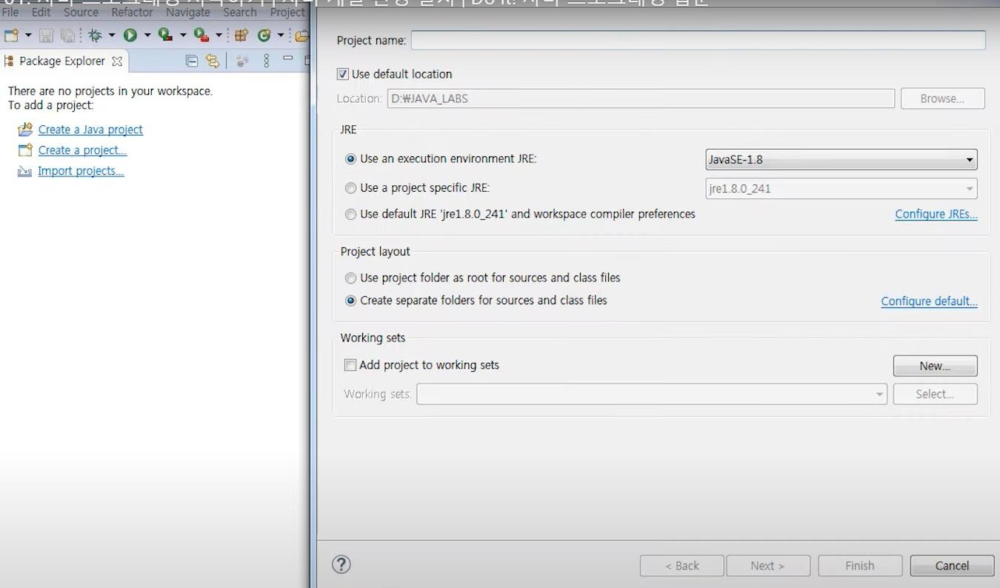 File Edit Source Refactor Navigate Search Project
Package Explorer
There are no projects in your workspace.
To add a project:
Create a Java project
Create a project...
Import projects...
Project name:
Use default location
Location: D:₩JAVA_LABS Browse...
JRE
Use an execution environment JRE: JavaSE-1.8
Use a project specific JRE: jre1.8.0_241
Use default JRE 'jre1.8.0_241' and workspace compiler preferences Configure JREs...
Project layout
Use project folder as root for sources and class files
Create separate folders for sources and class files Configure default...
Working sets
Add project to working sets New...
Working sets: Select...
? < Back Next > Finish Cancel